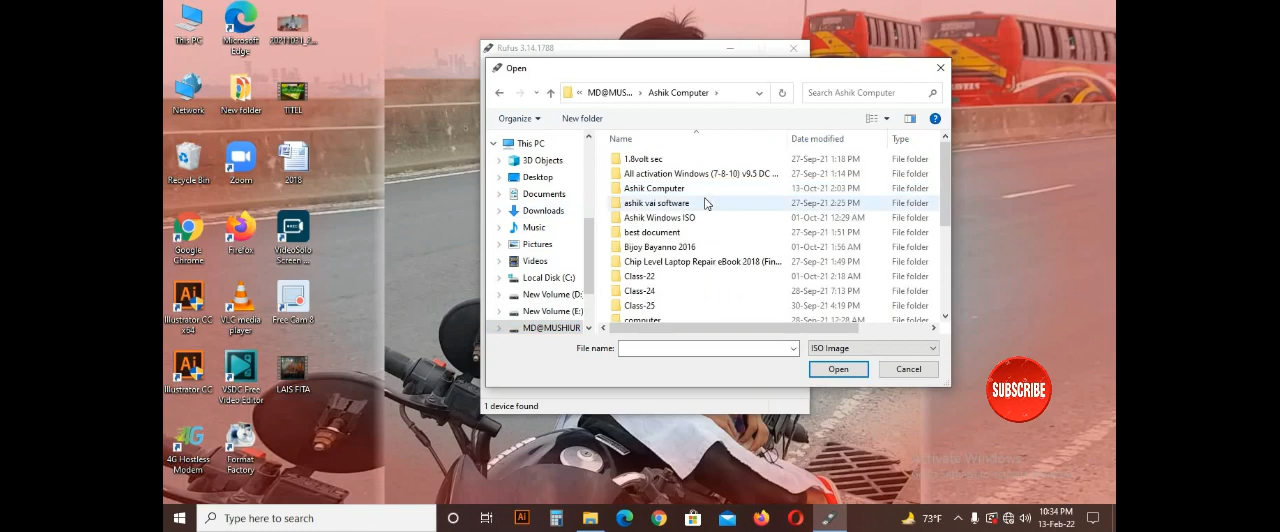 This PC
Microsoft
Edge
20211031_2...
Network
New folder
TITEL
Recycle Bin
Zoom
2018
Google
Chrome
Firefox
VideoSolo
Screen ...
Illustrator CC
x64
VLC media
player
Free Cam 8
Illustrator CC
VSDC Free
Video Editor
LAIS FITA
4G Hostless
Modem
Format
Factory
Rufus 3.14.1788
Open
« MD@MUS... › Ashik Computer ›
Search Ashik Computer
Organize
New folder
This PC
3D Objects
Desktop
Documents
Downloads
Music
Pictures
Videos
Local Disk (C:)
New Volume (D:
New Volume (E:)
MD@MUSHIUR
Name Date modified Type
1.8volt sec 27-Sep-21 1:18 PM File folder
All activation Windows (7-8-10) v9.5 DC ... 27-Sep-21 1:14 PM File folder
Ashik Computer 13-Oct-21 2:03 PM File folder
ashik vai software 27-Sep-21 2:25 PM File folder
Ashik Windows ISO 01-Oct-21 12:29 AM File folder
best document 27-Sep-21 1:51 PM File folder
Bijoy Bayanno 2016 01-Oct-21 1:56 AM File folder
Chip Level Laptop Repair eBook 2018 (Fin... 27-Sep-21 1:49 PM File folder
Class-22 01-Oct-21 2:18 AM File folder
Class-24 28-Sep-21 7:13 PM File folder
Class-25 30-Sep-21 4:19 PM File folder
computer 28-Sep-21 12:28 AM File folder
File name:
ISO Image
Open
Cancel
1 device found
SUBSCRIBE
Activate Windows
Type here to search
Ai
73°F
10:34 PM
13-Feb-22